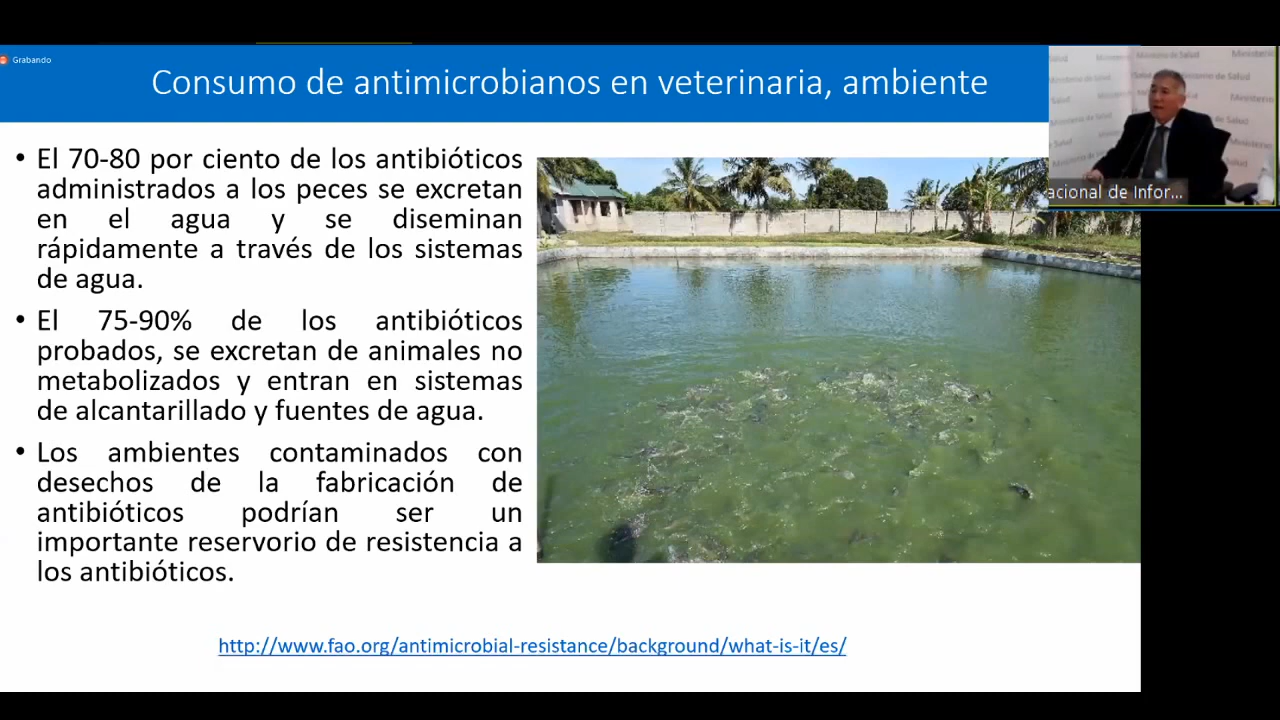 Grabando
Consumo de antimicrobianos en veterinaria, ambiente
• El 70-80 por ciento de los antibióticos
administrados a los peces se excretan
en el agua y se diseminan
rápidamente a través de los sistemas
de agua.
• El 75-90% de los antibióticos
probados, se excretan de animales no
metabolizados y entran en sistemas
de alcantarillado y fuentes de agua.
• Los ambientes contaminados con
desechos de la fabricación de
antibióticos podrían ser un
importante reservorio de resistencia a
los antibióticos.
http://www.fao.org/antimicrobial-resistance/background/what-is-it/es/
Ministerio de Salud
acional de Infor...